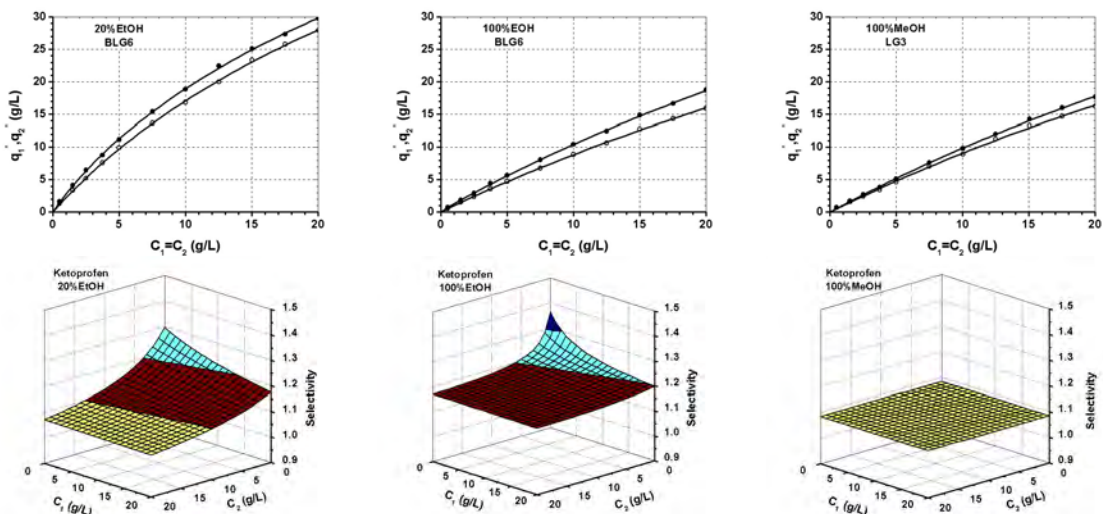 30
25
20
15
10
5
0
q₁*,q₂* (g/L)
20%EtOH
BLG6
0 5 10 15 20
C₁=C₂ (g/L)
30
25
20
15
10
5
0
q₁*,q₂* (g/L)
100%EOH
BLG6
0 5 10 15 20
C₁=C₂ (g/L)
30
25
20
15
10
5
0
q₁*,q₂* (g/L)
100%MeOH
LG3
0 5 10 15 20
C₁=C₂ (g/L)
Ketoprofen
20%EtOH
1.5
1.4
1.3
1.2
1.1
1.0
0.9
Selectivity
0 5 10 15 20
C₁ (g/L)
20 15 10 5 0
C₂ (g/L)
Ketoprofen
100%EtOH
1.5
1.4
1.3
1.2
1.1
1.0
0.9
Selectivity
0 5 10 15 20
C₁ (g/L)
20 15 10 5 0
C₂ (g/L)
Ketoprofen
100%MeOH
1.5
1.4
1.3
1.2
1.1
1.0
0.9
Selectivity
0 5 10 15 20
C₁ (g/L)
20 15 10 5 0
C₂ (g/L)